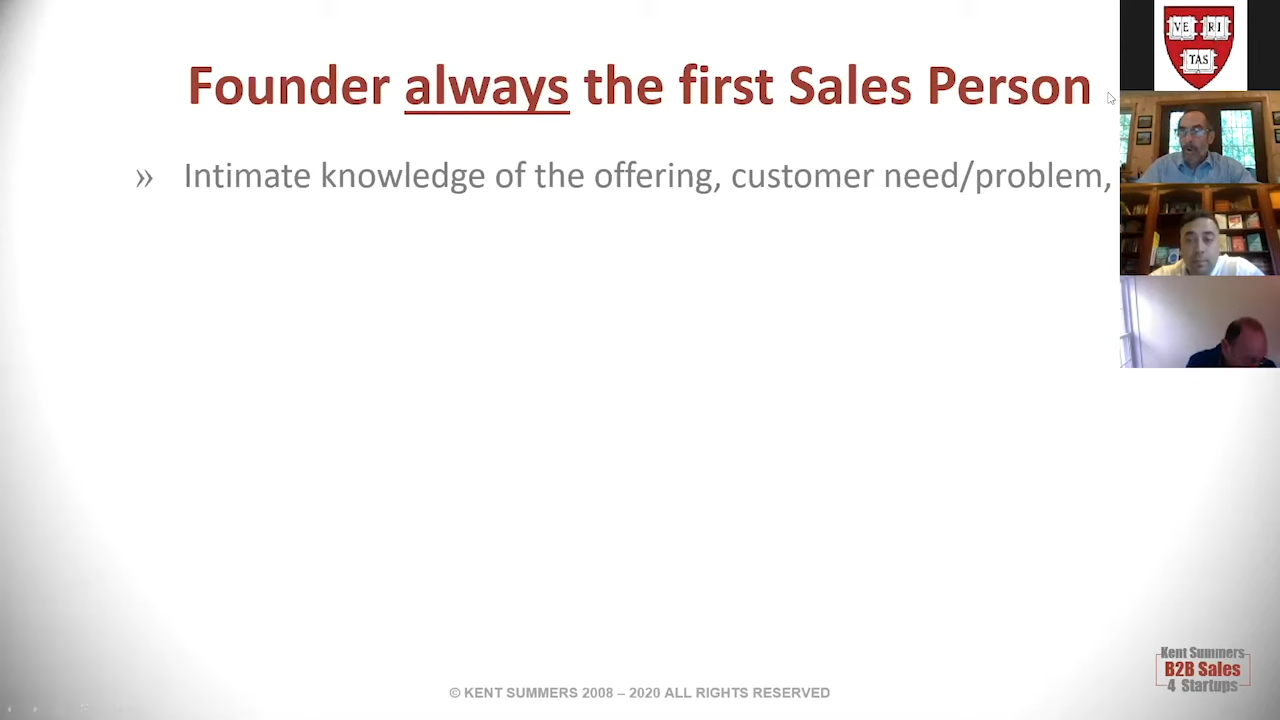 Founder always the first Sales Person
» Intimate knowledge of the offering, customer need/problem,
VE RI
TAS
Kent Summers
B2B Sales
4 Startups
© KENT SUMMERS 2008 – 2020 ALL RIGHTS RESERVED